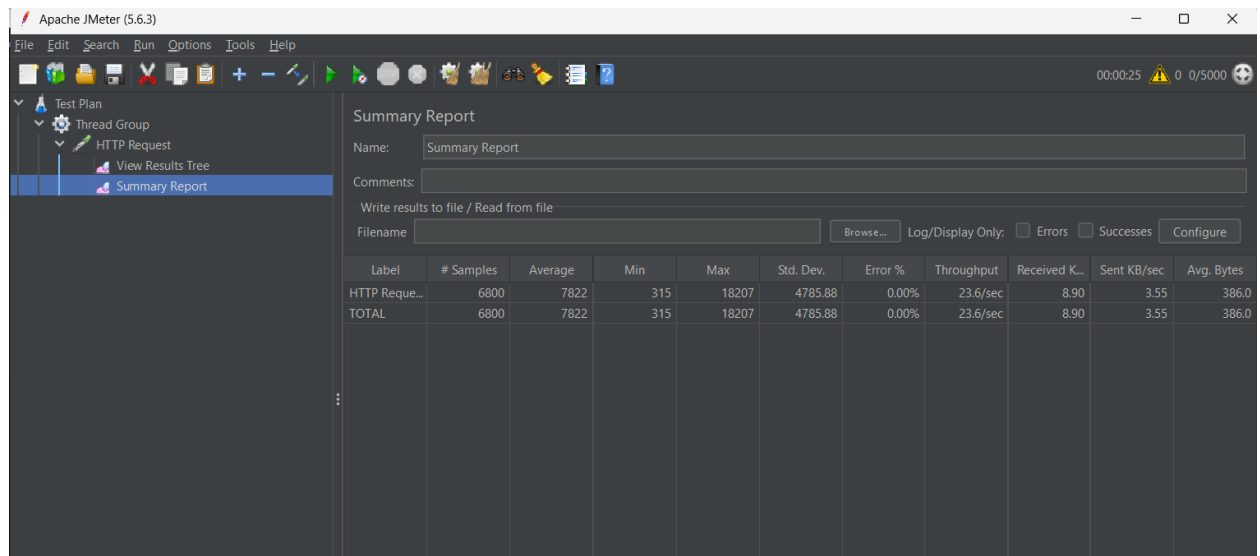 Apache JMeter (5.6.3)
File Edit Search Run Options Tools Help
00:00:25 0 0/5000
Test Plan
Thread Group
HTTP Request
View Results Tree
Summary Report
Summary Report
Name: Summary Report
Comments:
Write results to file / Read from file
Filename Browse... Log/Display Only: Errors Successes Configure
Label # Samples Average Min Max Std. Dev. Error % Throughput Received K... Sent KB/sec Avg. Bytes
HTTP Reque... 6800 7822 315 18207 4785.88 0.00% 23.6/sec 8.90 3.55 386.0
TOTAL 6800 7822 315 18207 4785.88 0.00% 23.6/sec 8.90 3.55 386.0